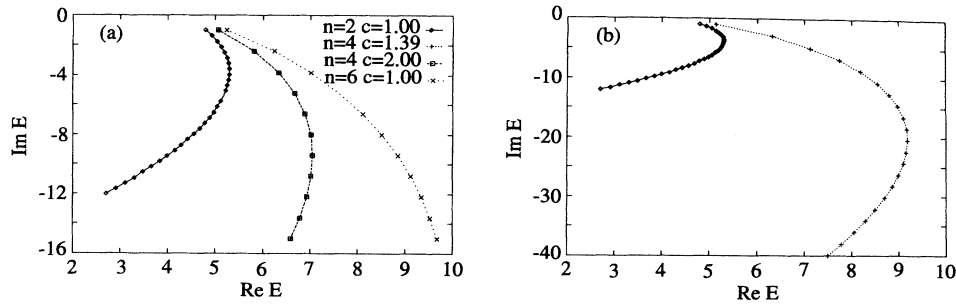 (a)
n=2 c=1.00
n=4 c=1.39
n=4 c=2.00
n=6 c=1.00
0
-4
-8
-12
-16
Im E
2 3 4 5 6 7 8 9 10
Re E
(b)
0
-10
-20
-30
-40
Im E
2 3 4 5 6 7 8 9 10
Re E